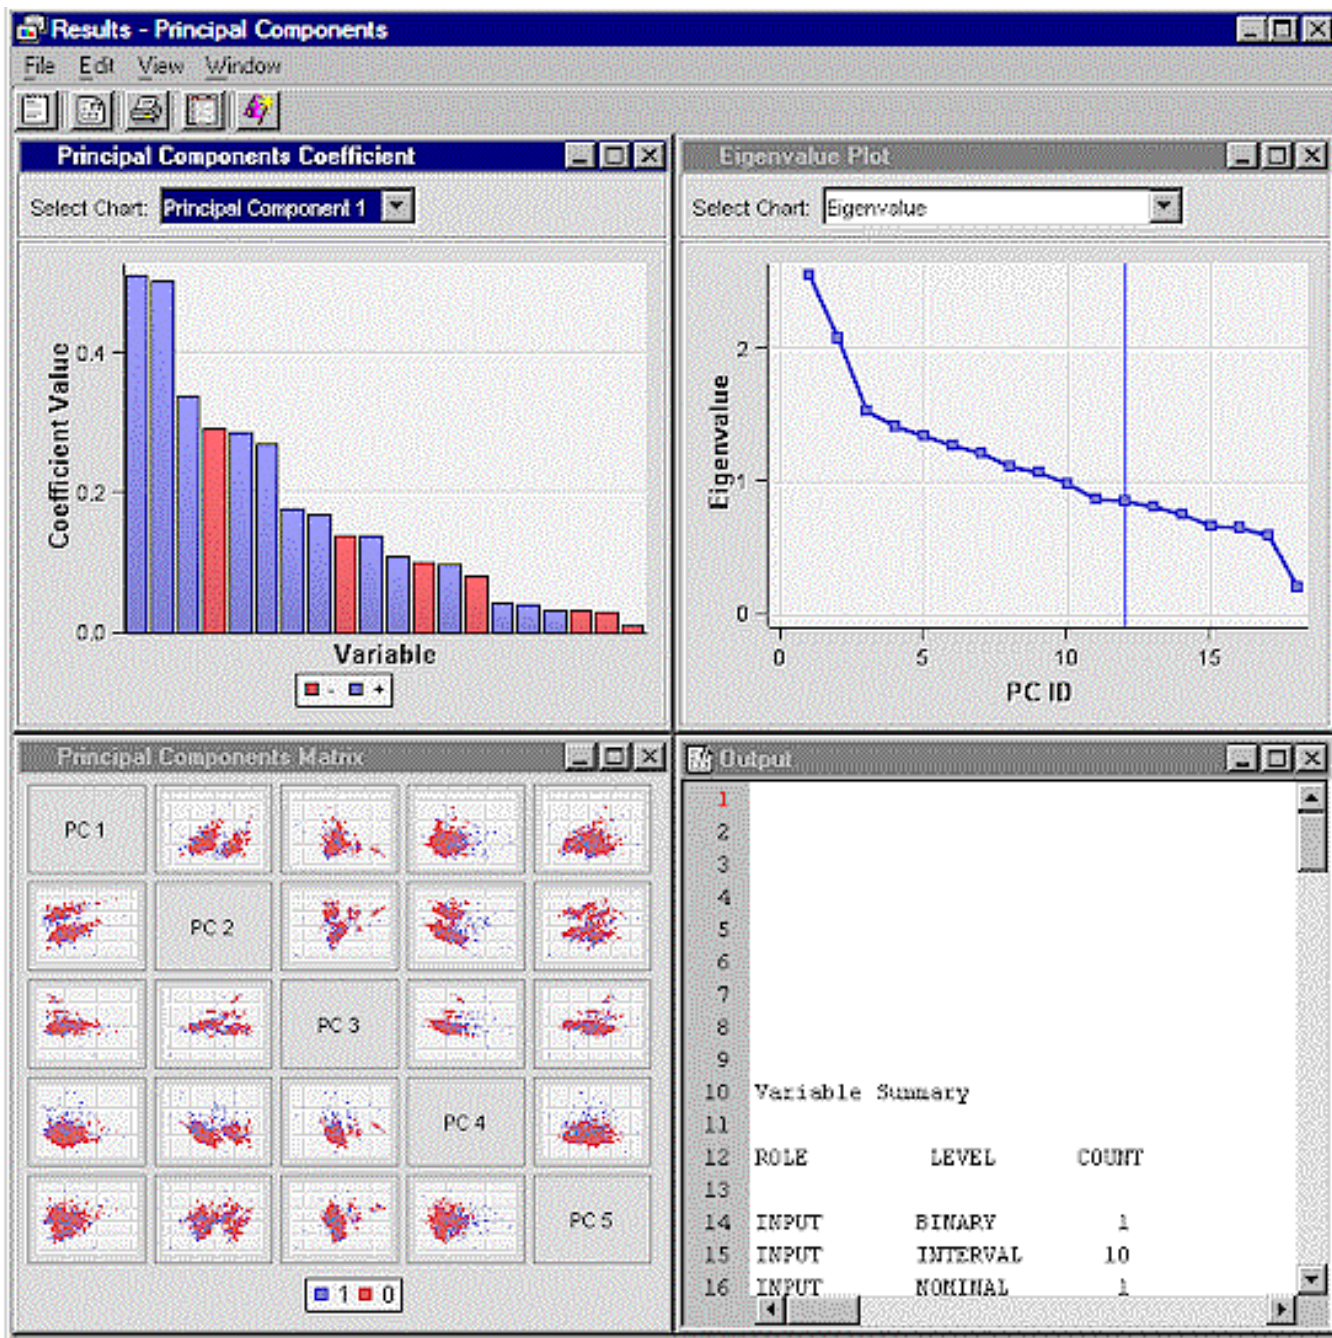 Results - Principal Components
File Edit View Window
Principal Components Coefficient
Select Chart: Principal Component 1
Coefficient Value
0.4
0.2
0.0
Variable
- +
Eigenvalue Plot
Select Chart: Eigenvalue
Eigenvalue
2
1
0
0 5 10 15
PC ID
Principal Components Matrix
PC 1
PC 2
PC 3
PC 4
PC 5
1 0
Output
1
2
3
4
5
6
7
8
9
10 Variable Summary
11
12 ROLE LEVEL COUNT
13
14 INPUT BINARY 1
15 INPUT INTERVAL 10
16 INPUT NOMINAL 1